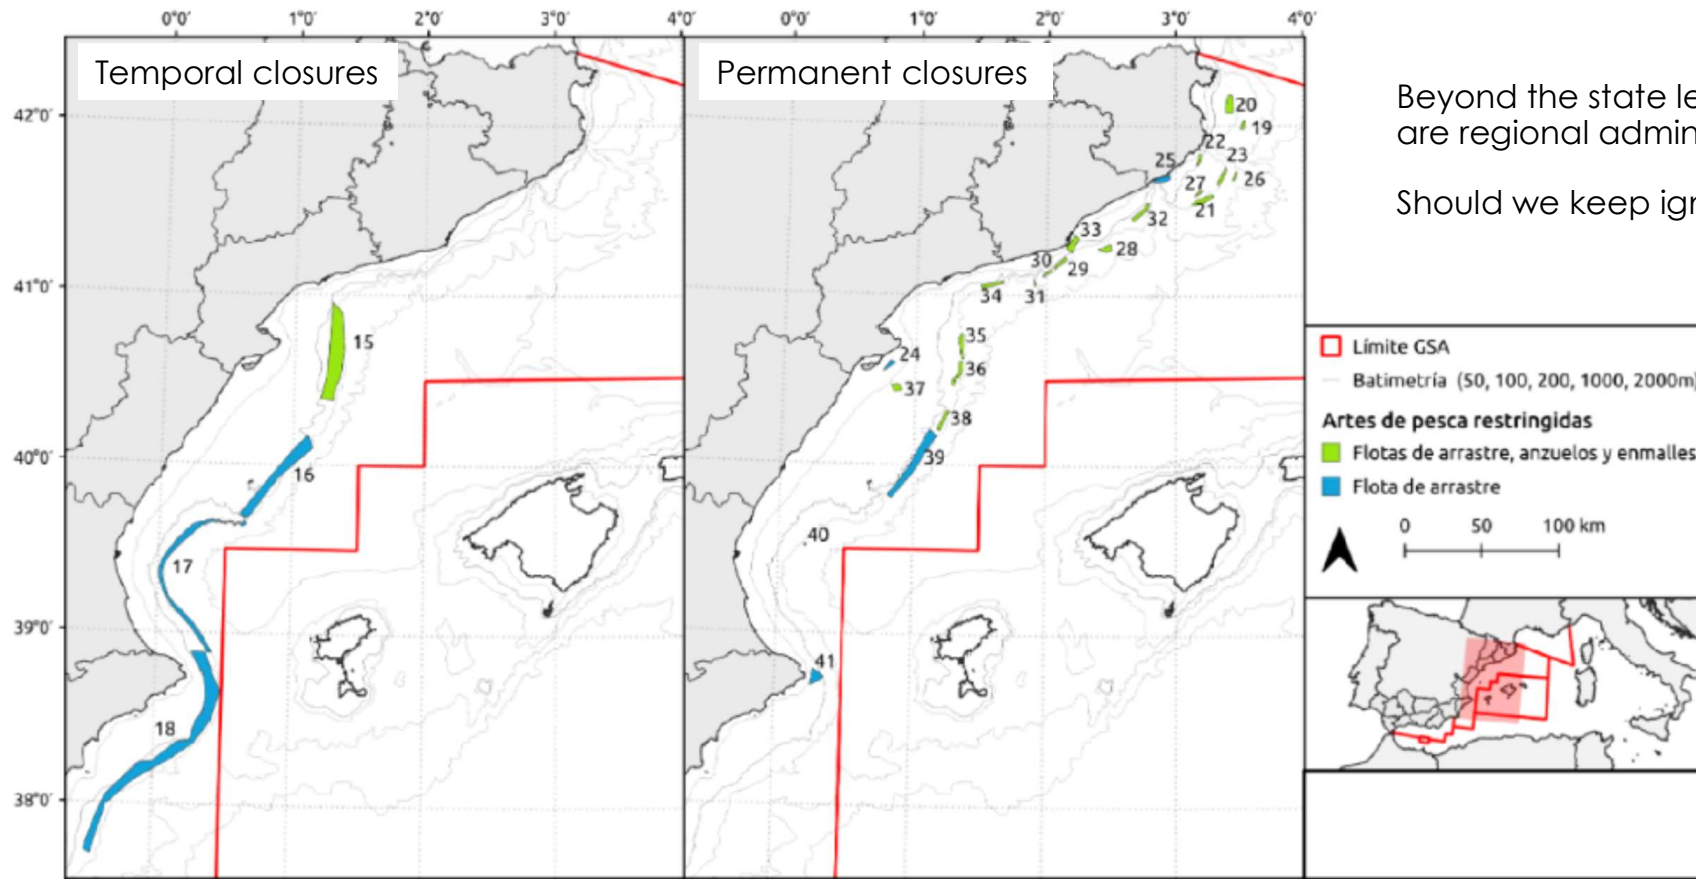 0°0' 1°0' 2°0' 3°0' 4°0' 0°0' 1°0' 2°0' 3°0' 4°0'
Temporal closures
Permanent closures
42°0'
41°0'
40°0'
39°0'
38°0'
15
16
17
18
20
19
22
23
25
27
26
21
32
33
28
30
29
34
31
35
24
36
37
38
39
40
41
Beyond the state
are regional
Should we keep
Límite GSA
Batimetría (50, 100, 200, 1000, 2000m)
Artes de pesca restringidas
Flotas de arrastre, anzuelos y enmalles
Flota de arrastre
0 50 100 km